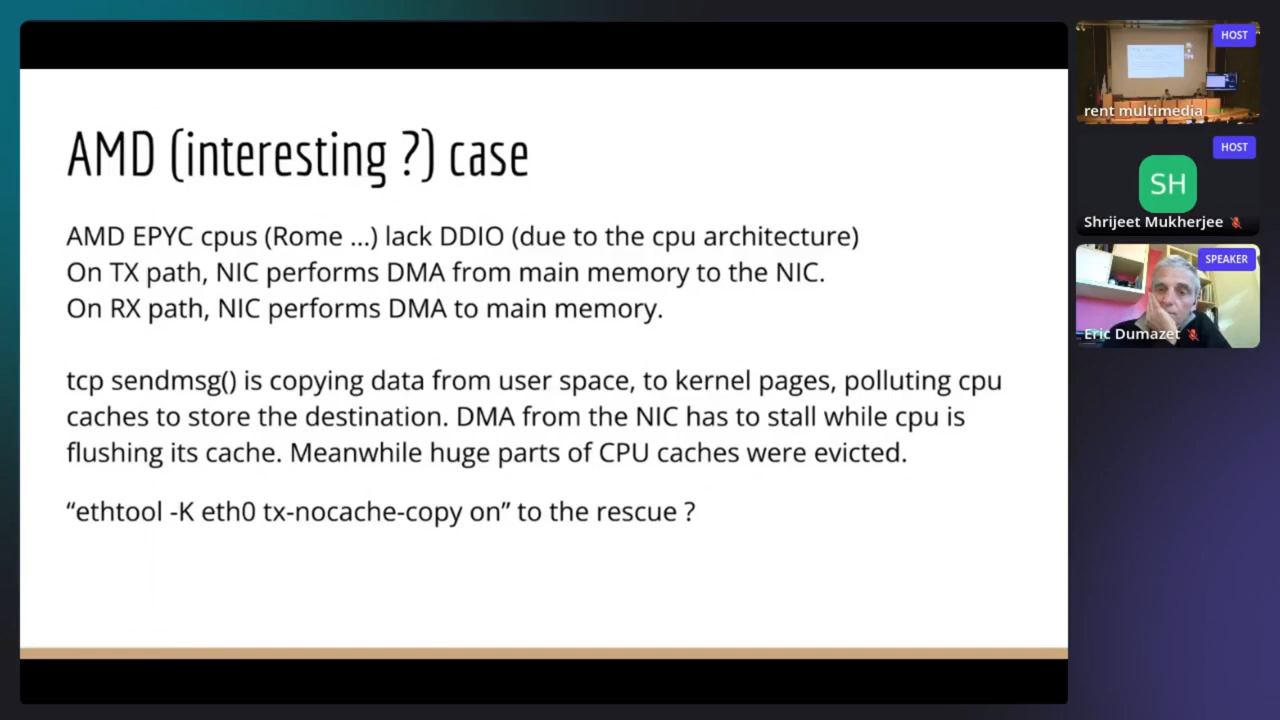 AMD (interesting ?) case
AMD EPYC cpus (Rome ...) lack DDIO (due to the cpu architecture)
On TX path, NIC performs DMA from main memory to the NIC.
On RX path, NIC performs DMA to main memory.
tcp sendmsg() is copying data from user space, to kernel pages, polluting cpu
caches to store the destination. DMA from the NIC has to stall while cpu is
flushing its cache. Meanwhile huge parts of CPU caches were evicted.
“ethtool -K eth0 tx-nocache-copy on” to the rescue ?
HOST
rent multimedia
HOST
SH
Shrijeet Mukherjee
SPEAKER
Eric Dumazet